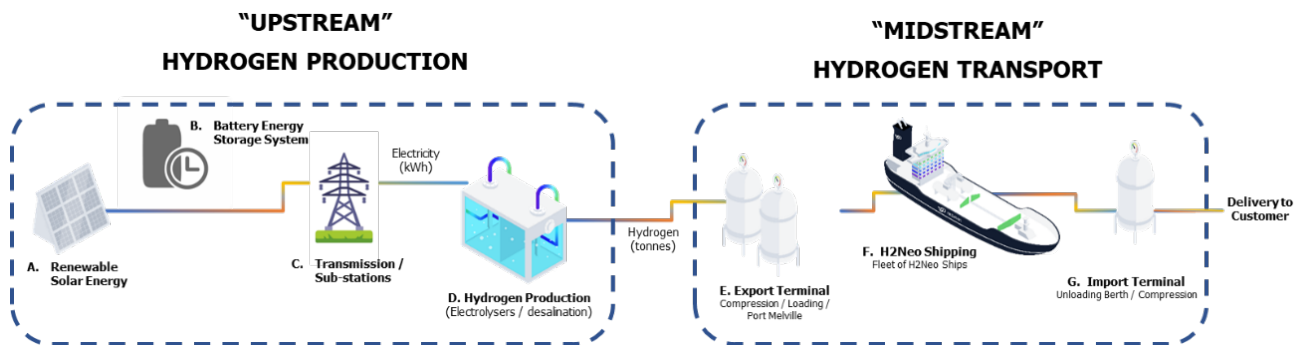 “UPSTREAM”
HYDROGEN PRODUCTION
B. Battery Energy
Storage System
Electricity
(kWh)
A. Renewable
Solar Energy
C. Transmission /
Sub-stations
D. Hydrogen Production
(Electrolysers / desalination)
Hydrogen
(tonnes)
“MIDSTREAM”
HYDROGEN TRANSPORT
E. Export Terminal
Compression / Loading /
Port Melville
F. H2Neo Shipping
Fleet of H2Neo Ships
G. Import Terminal
Unloading Berth / Compression
Delivery to
Customer